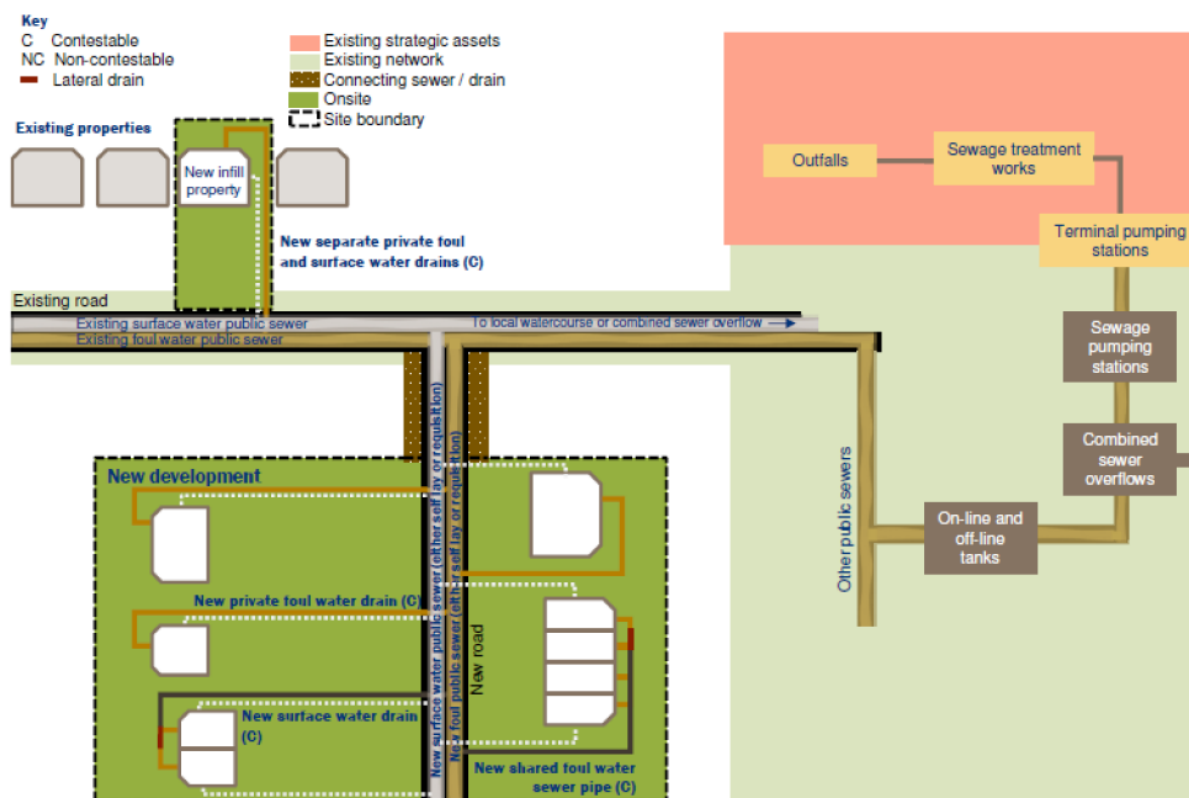 Key
C Contestable
NC Non-contestable
Lateral drain
Existing strategic assets
Existing network
Connecting sewer / drain
Onsite
Site boundary
Existing properties
New infill
property
New separate private foul
and surface water drains (C)
Outfalls
Sewage treatment
works
Terminal pumping
stations
Existing road
Existing surface water public sewer
To local watercourse or combined sewer overflow
Existing foul water public sewer
Sewage
pumping
stations
Combined
sewer
overflows
On-line and
off-line
tanks
Other public sewers
New development
New surface water public sewer (either self lay or requisition)
New foul public sewer (either self lay or requisition)
New road
New private foul water drain (C)
New surface water drain
(C)
New shared foul water
sewer pipe (C)